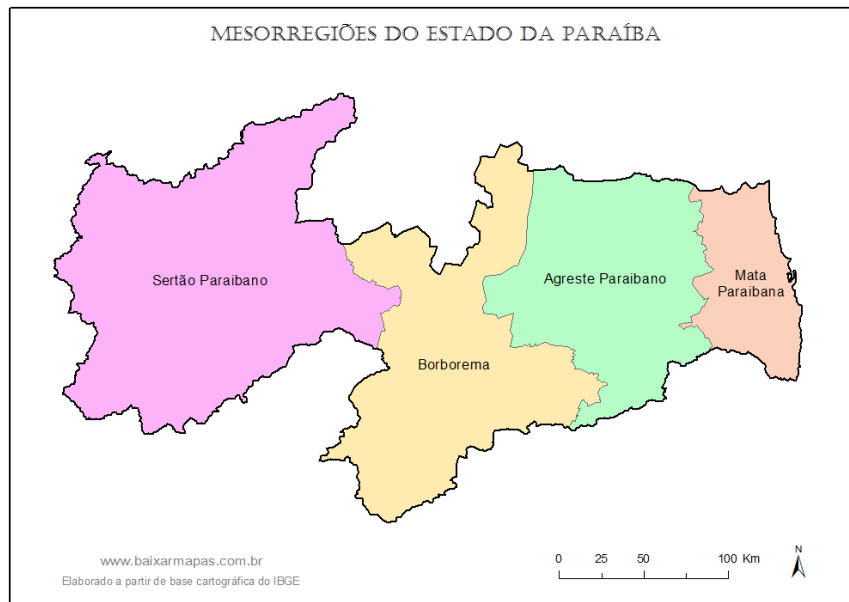 MESORREGIÕES DO ESTADO DA PARAÍBA
Sertão Paraibano
Agreste Paraibano
Mata
Paraibana
Borborema
www.baixarmapas.com.br
Elaborado a partir de base cartográfica do IBGE
0 25 50 100 Km
N